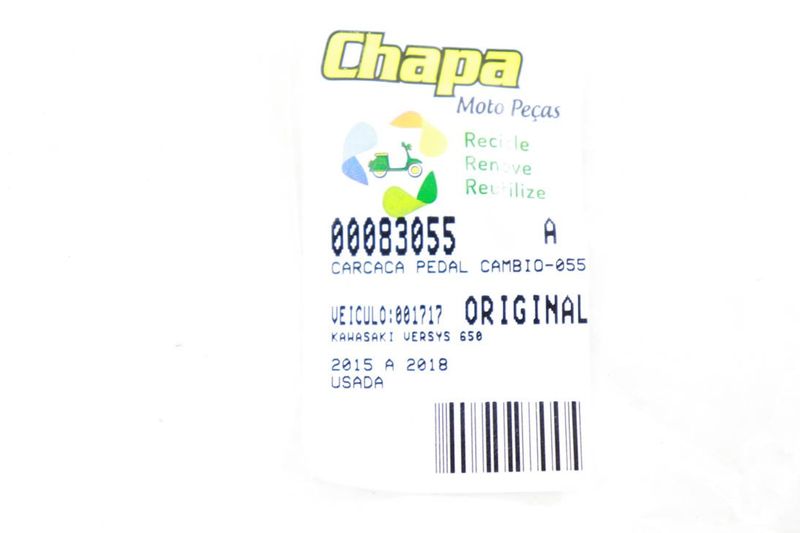 Chapa
Moto Peças
Recicle
Renove
Reutilize
00083055 A
CARCACA PEDAL CAMBIO-055
VEICULO:001717 ORIGINAL
KAWASAKI VERSYS 650
2015 A 2018
USADA